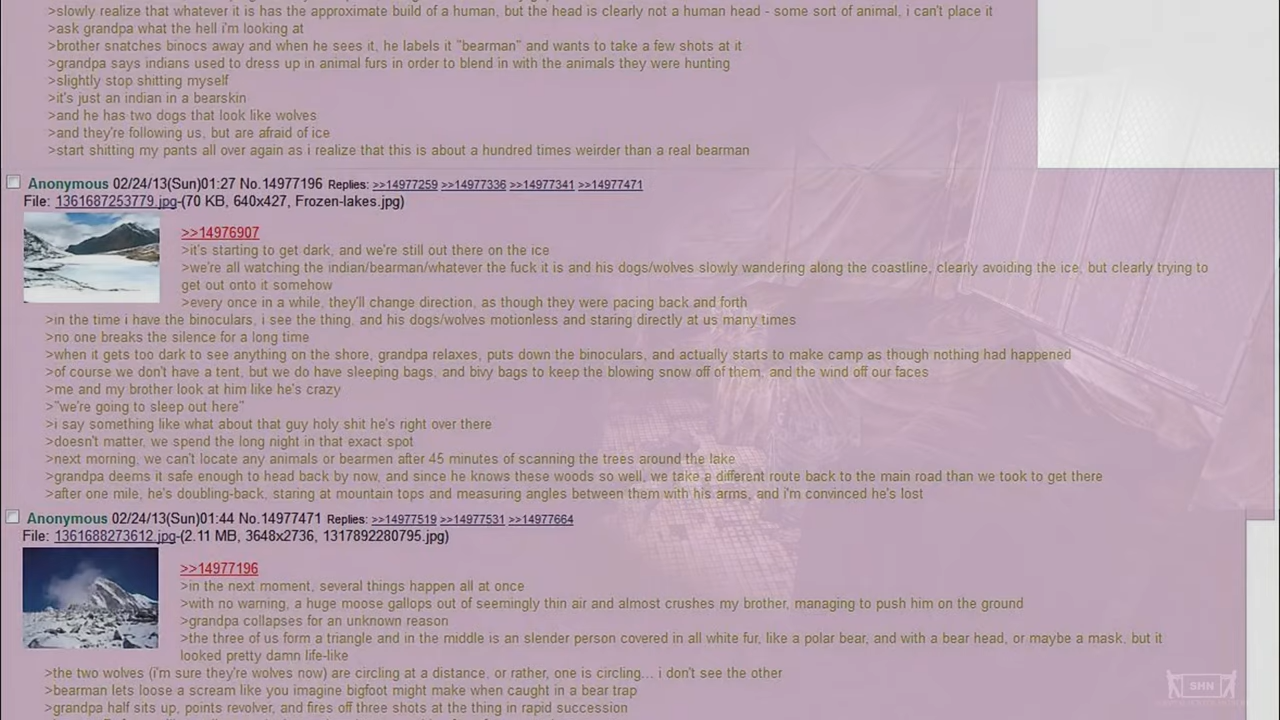 >slowly realize that whatever it is has the approximate build of a human, but the head is clearly not a human head - some sort of animal, i can't place it
>ask grandpa what the hell i'm looking at
>brother snatches binocs away and when he sees it, he labels it "bearman" and wants to take a few shots at it
>grandpa says indians used to dress up in animal furs in order to blend in with the animals they were hunting
>slightly stop shitting myself
>it's just an indian in a bearskin
>and he has two dogs that look like wolves
>and they're following us, but are afraid of ice
>start shitting my pants all over again as i realize that this is about a hundred times weirder than a real bearman
Anonymous 02/24/13(Sun)01:27 No.14977196 Replies: >>14977259 >>14977336 >>14977341 >>14977471
File: 1361687253779.jpg-(70 KB, 640x427, Frozen-lakes.jpg)
>>14976907
>it's starting to get dark, and we're still out there on the ice
>we're all watching the indian/bearman/whatever the fuck it is and his dogs/wolves slowly wandering along the coastline, clearly avoiding the ice, but clearly trying to
get out onto it somehow
>every once in a while, they'll change direction, as though they were pacing back and forth
>in the time i have the binoculars, i see the thing, and his dogs/wolves motionless and staring directly at us many times
>no one breaks the silence for a long time
>when it gets too dark to see anything on the shore, grandpa relaxes, puts down the binoculars, and actually starts to make camp as though nothing had happened
>of course we don't have a tent, but we do have sleeping bags, and bivy bags to keep the blowing snow off of them, and the wind off our faces
>me and my brother look at him like he's crazy
>"we're going to sleep out here"
>i say something like what about that guy holy shit he's right over there
>doesn't matter, we spend the long night in that exact spot
>next morning, we can't locate any animals or bearmen after 45 minutes of scanning the trees around the lake
>grandpa deems it safe enough to head back by now, and since he knows these woods so well, we take a different route back to the main road than we took to get there
>after one mile, he's doubling-back, staring at mountain tops and measuring angles between them with his arms, and i'm convinced he's lost
Anonymous 02/24/13(Sun)01:44 No.14977471 Replies: >>14977519 >>14977531 >>14977664
File: 1361688273612.jpg-(2.11 MB, 3648x2736, 1317892280795.jpg)
>>14977196
>in the next moment, several things happen all at once
>with no warning, a huge moose gallops out of seemingly thin air and almost crushes my brother, managing to push him on the ground
>grandpa collapses for an unknown reason
>the three of us form a triangle and in the middle is an slender person covered in all white fur, like a polar bear, and with a bear head, or maybe a mask. but it
looked pretty damn life-like
>the two wolves (i'm sure they're wolves now) are circling at a distance, or rather, one is circling... i don't see the other
>bearman lets loose a scream like you imagine bigfoot might make when caught in a bear trap
>grandpa half sits up, points revolver, and fires off three shots at the thing in rapid succession
SHN